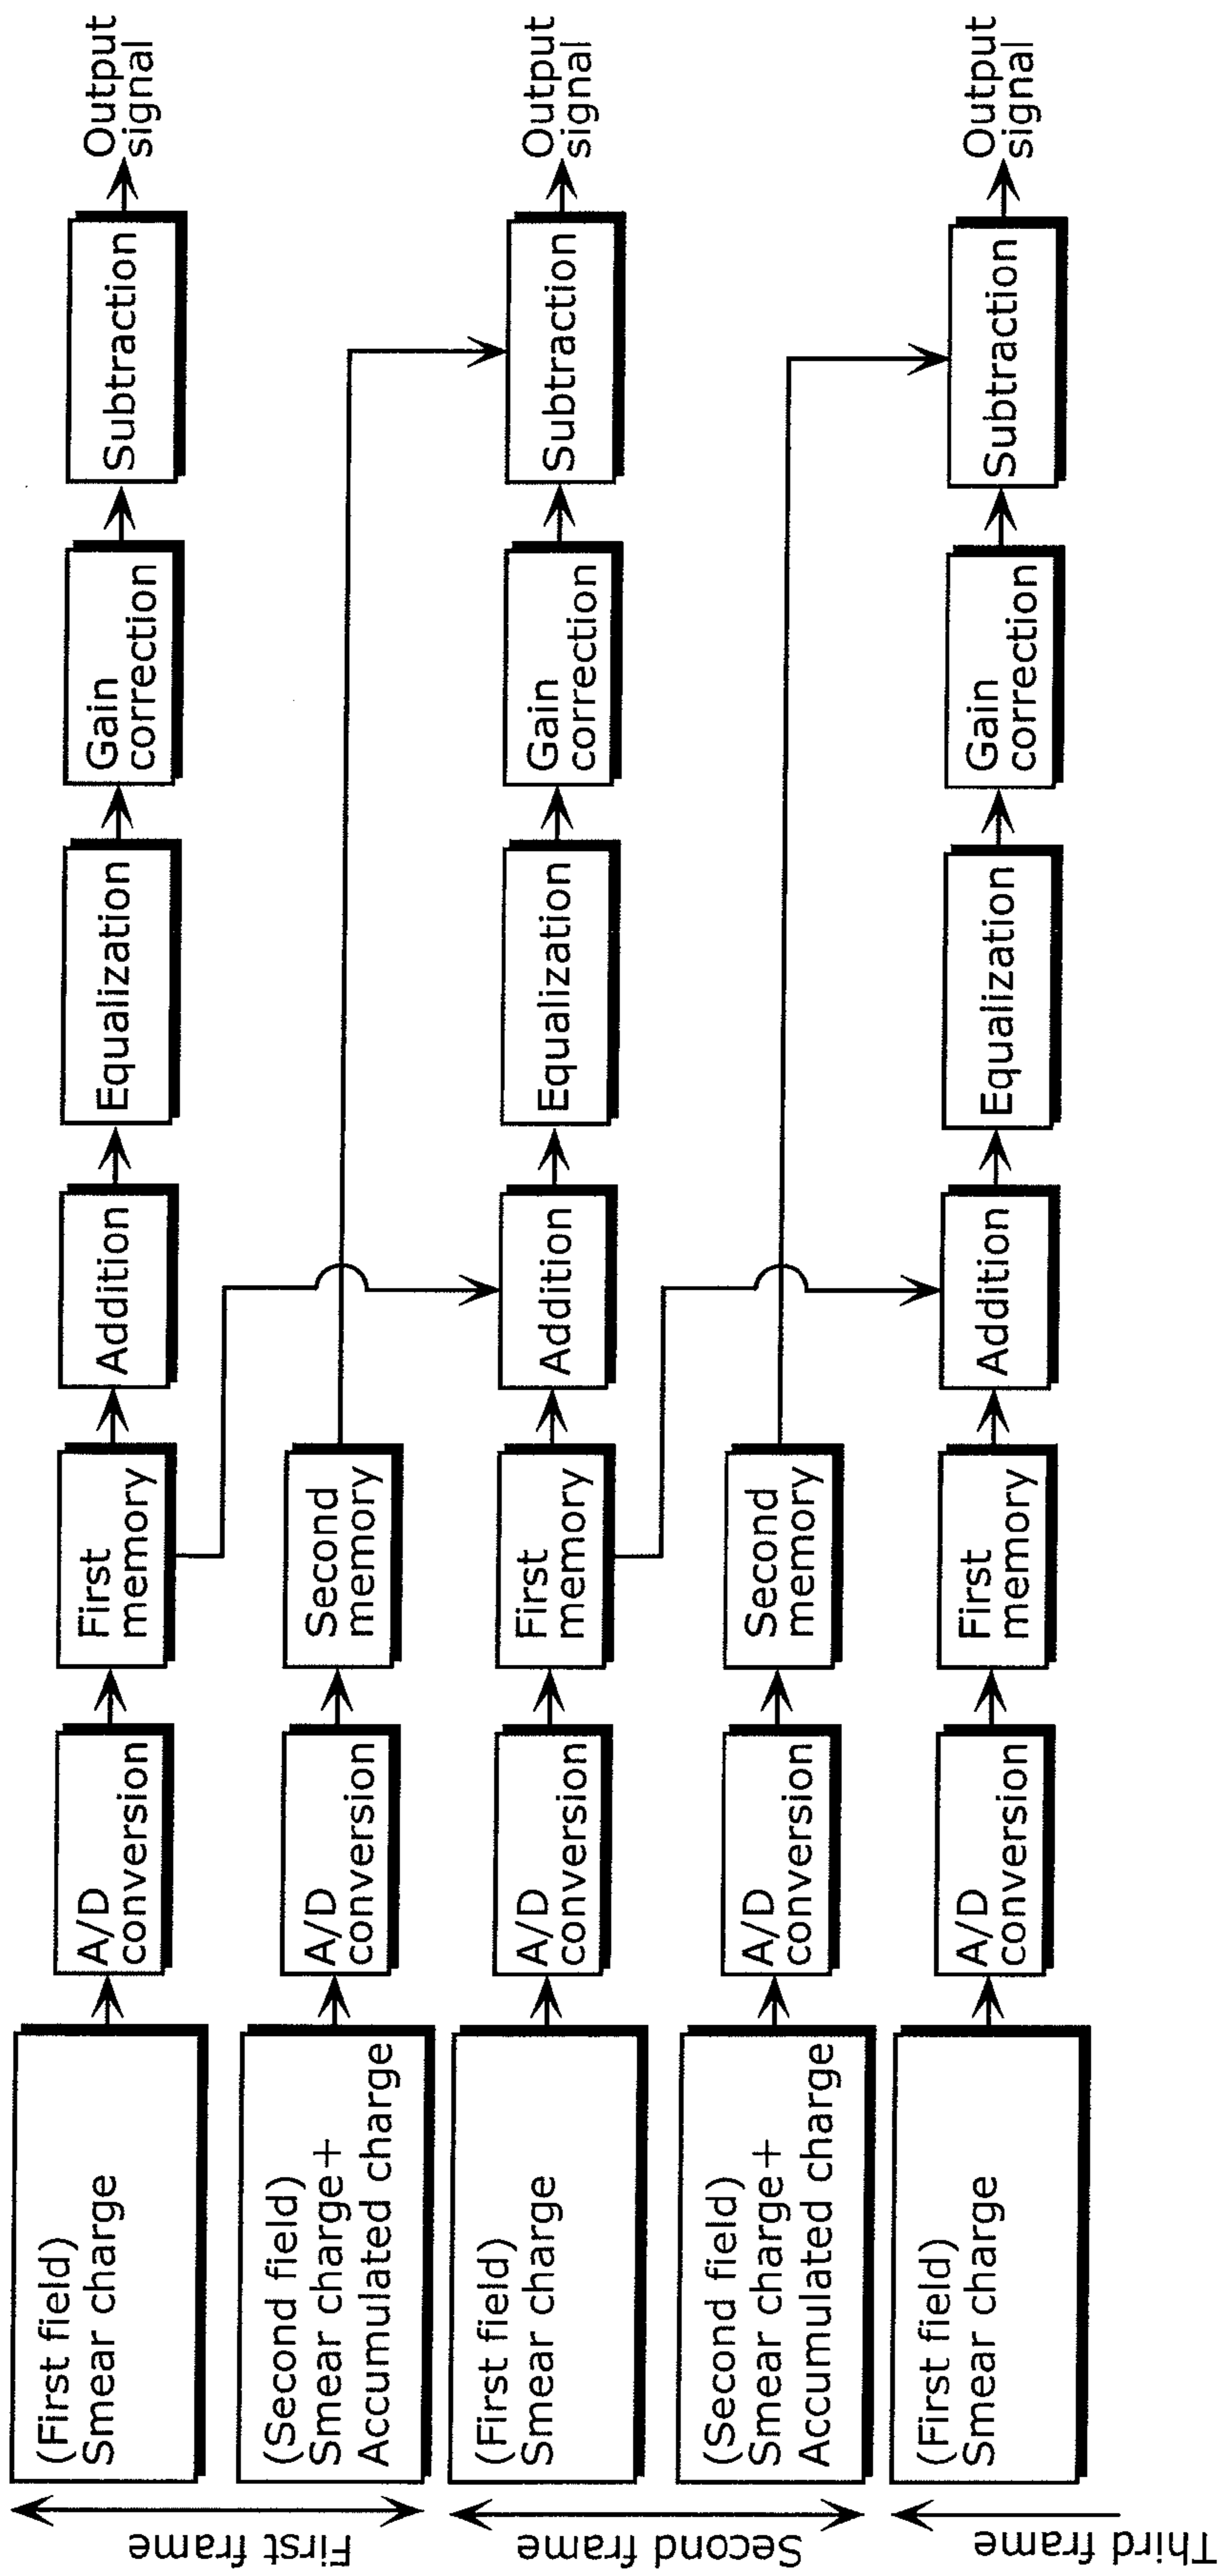 First frame
(First field)
Smear charge
A/D
conversion
First
memory
Addition
Equalization
Gain
correction
Subtraction
Output
signal
(Second field)
Smear charge+
Accumulated charge
A/D
conversion
Second
memory
Second frame
(First field)
Smear charge
A/D
conversion
First
memory
Addition
Equalization
Gain
correction
Subtraction
Output
signal
(Second field)
Smear charge+
Accumulated charge
A/D
conversion
Second
memory
Third frame
(First field)
Smear charge
A/D
conversion
First
memory
Addition
Equalization
Gain
correction
Subtraction
Output
signal